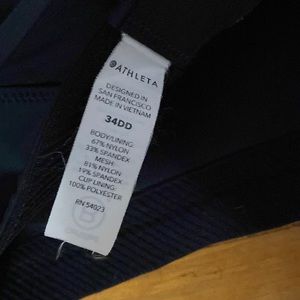 ATHLETA
DESIGNED IN
SAN FRANCISCO
MADE IN VIETNAM
34DD
BODY/LINING:
67% NYLON
33% SPANDEX
MESH:
81% NYLON
19% SPANDEX
CUP LINING:
100% POLYESTER
RN 54023